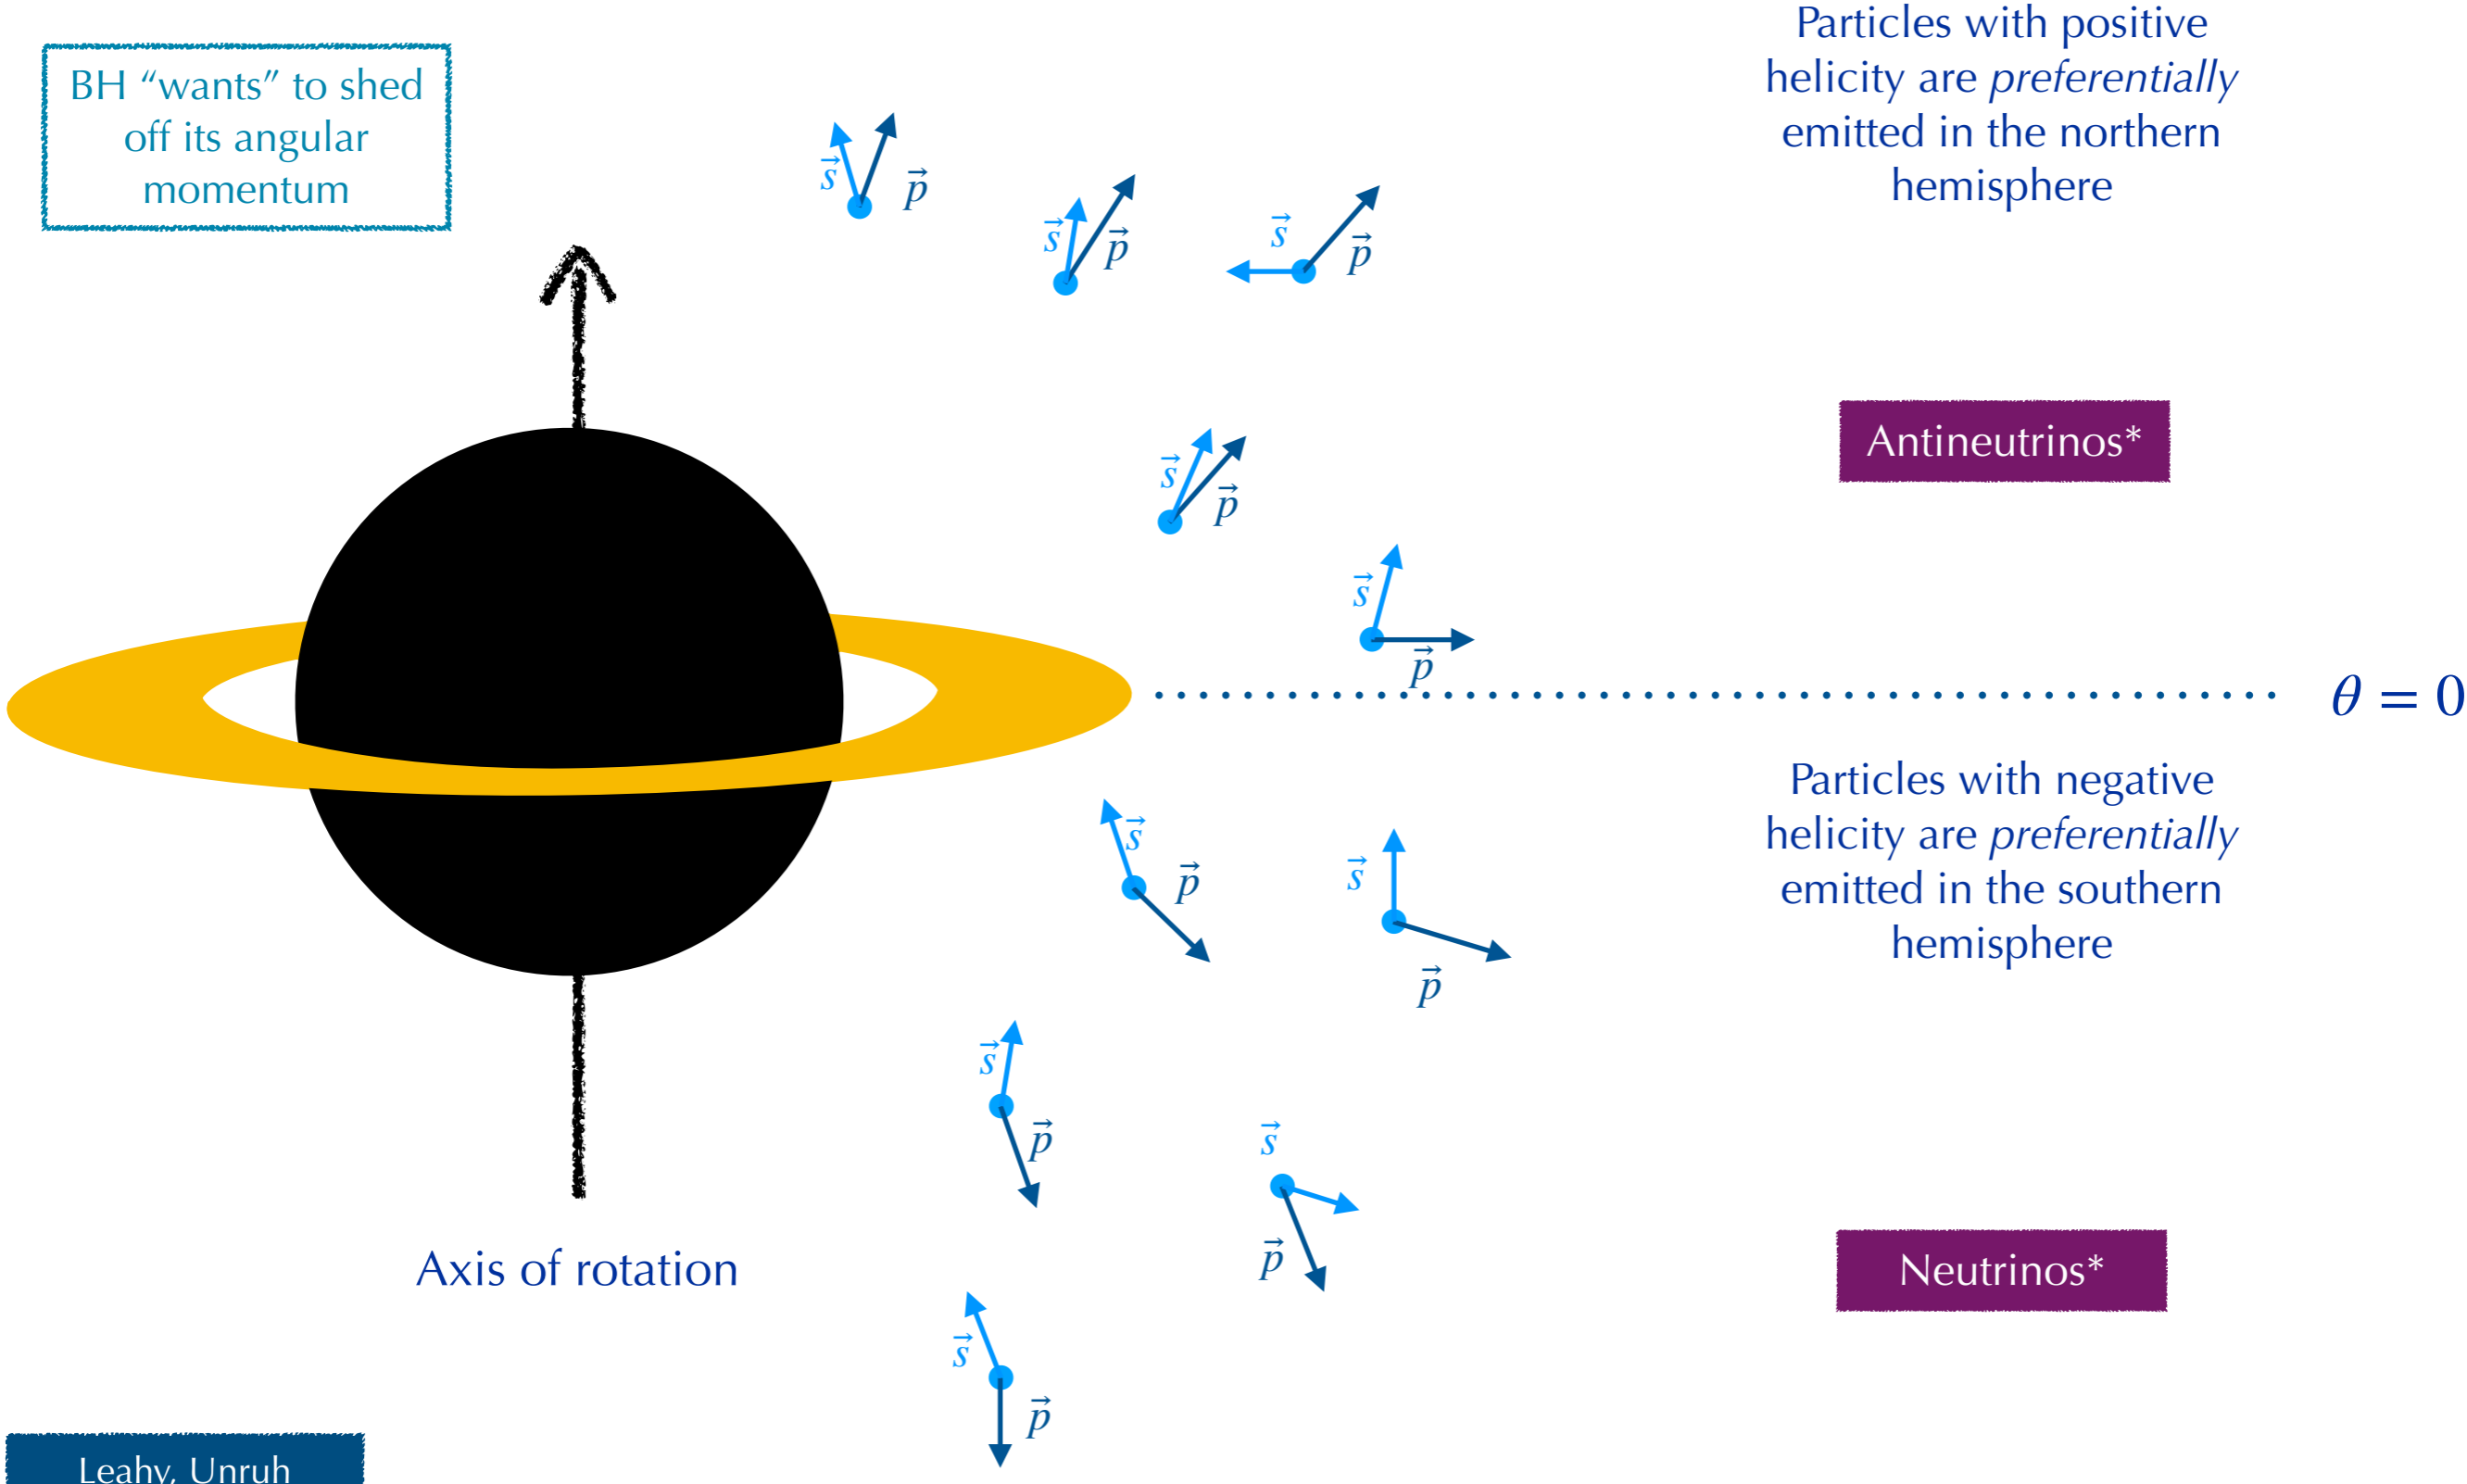 BH “wants” to shed
off its angular
momentum
Particles with positive
helicity are preferentially
emitted in the northern
hemisphere
s⃗
p⃗
s⃗
p⃗
s⃗
p⃗
Antineutrinos*
s⃗
p⃗
s⃗
p⃗
θ = 0
Particles with negative
helicity are preferentially
emitted in the southern
hemisphere
s⃗
p⃗
s⃗
p⃗
s⃗
p⃗
s⃗
p⃗
Axis of rotation
Neutrinos*
s⃗
p⃗
Leahy, Unruh